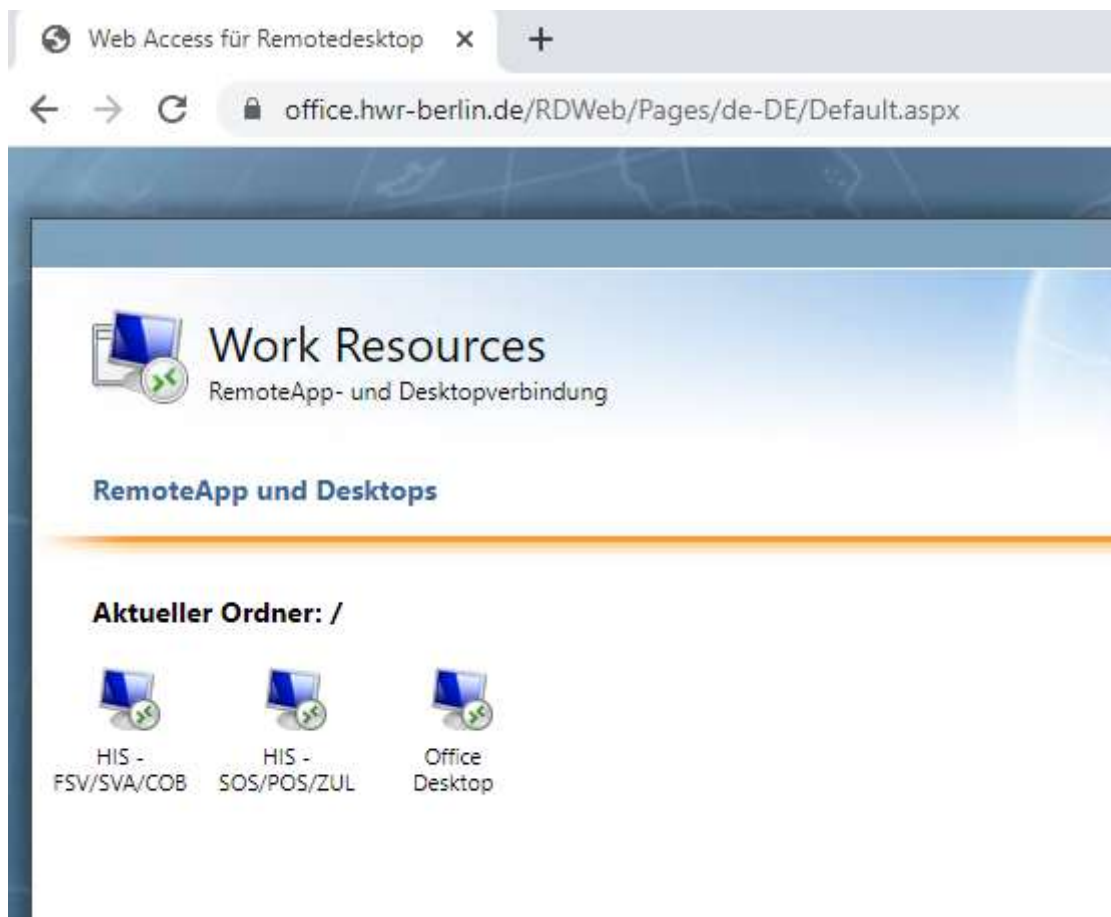 Web Access für Remotedesktop
office.hwr-berlin.de/RDWeb/Pages/de-DE/Default.aspx
Work Resources
RemoteApp- und Desktopverbindung
RemoteApp und Desktops
Aktueller Ordner: /
HIS -
FSV/SVA/COB
HIS -
SOS/POS/ZUL
Office
Desktop